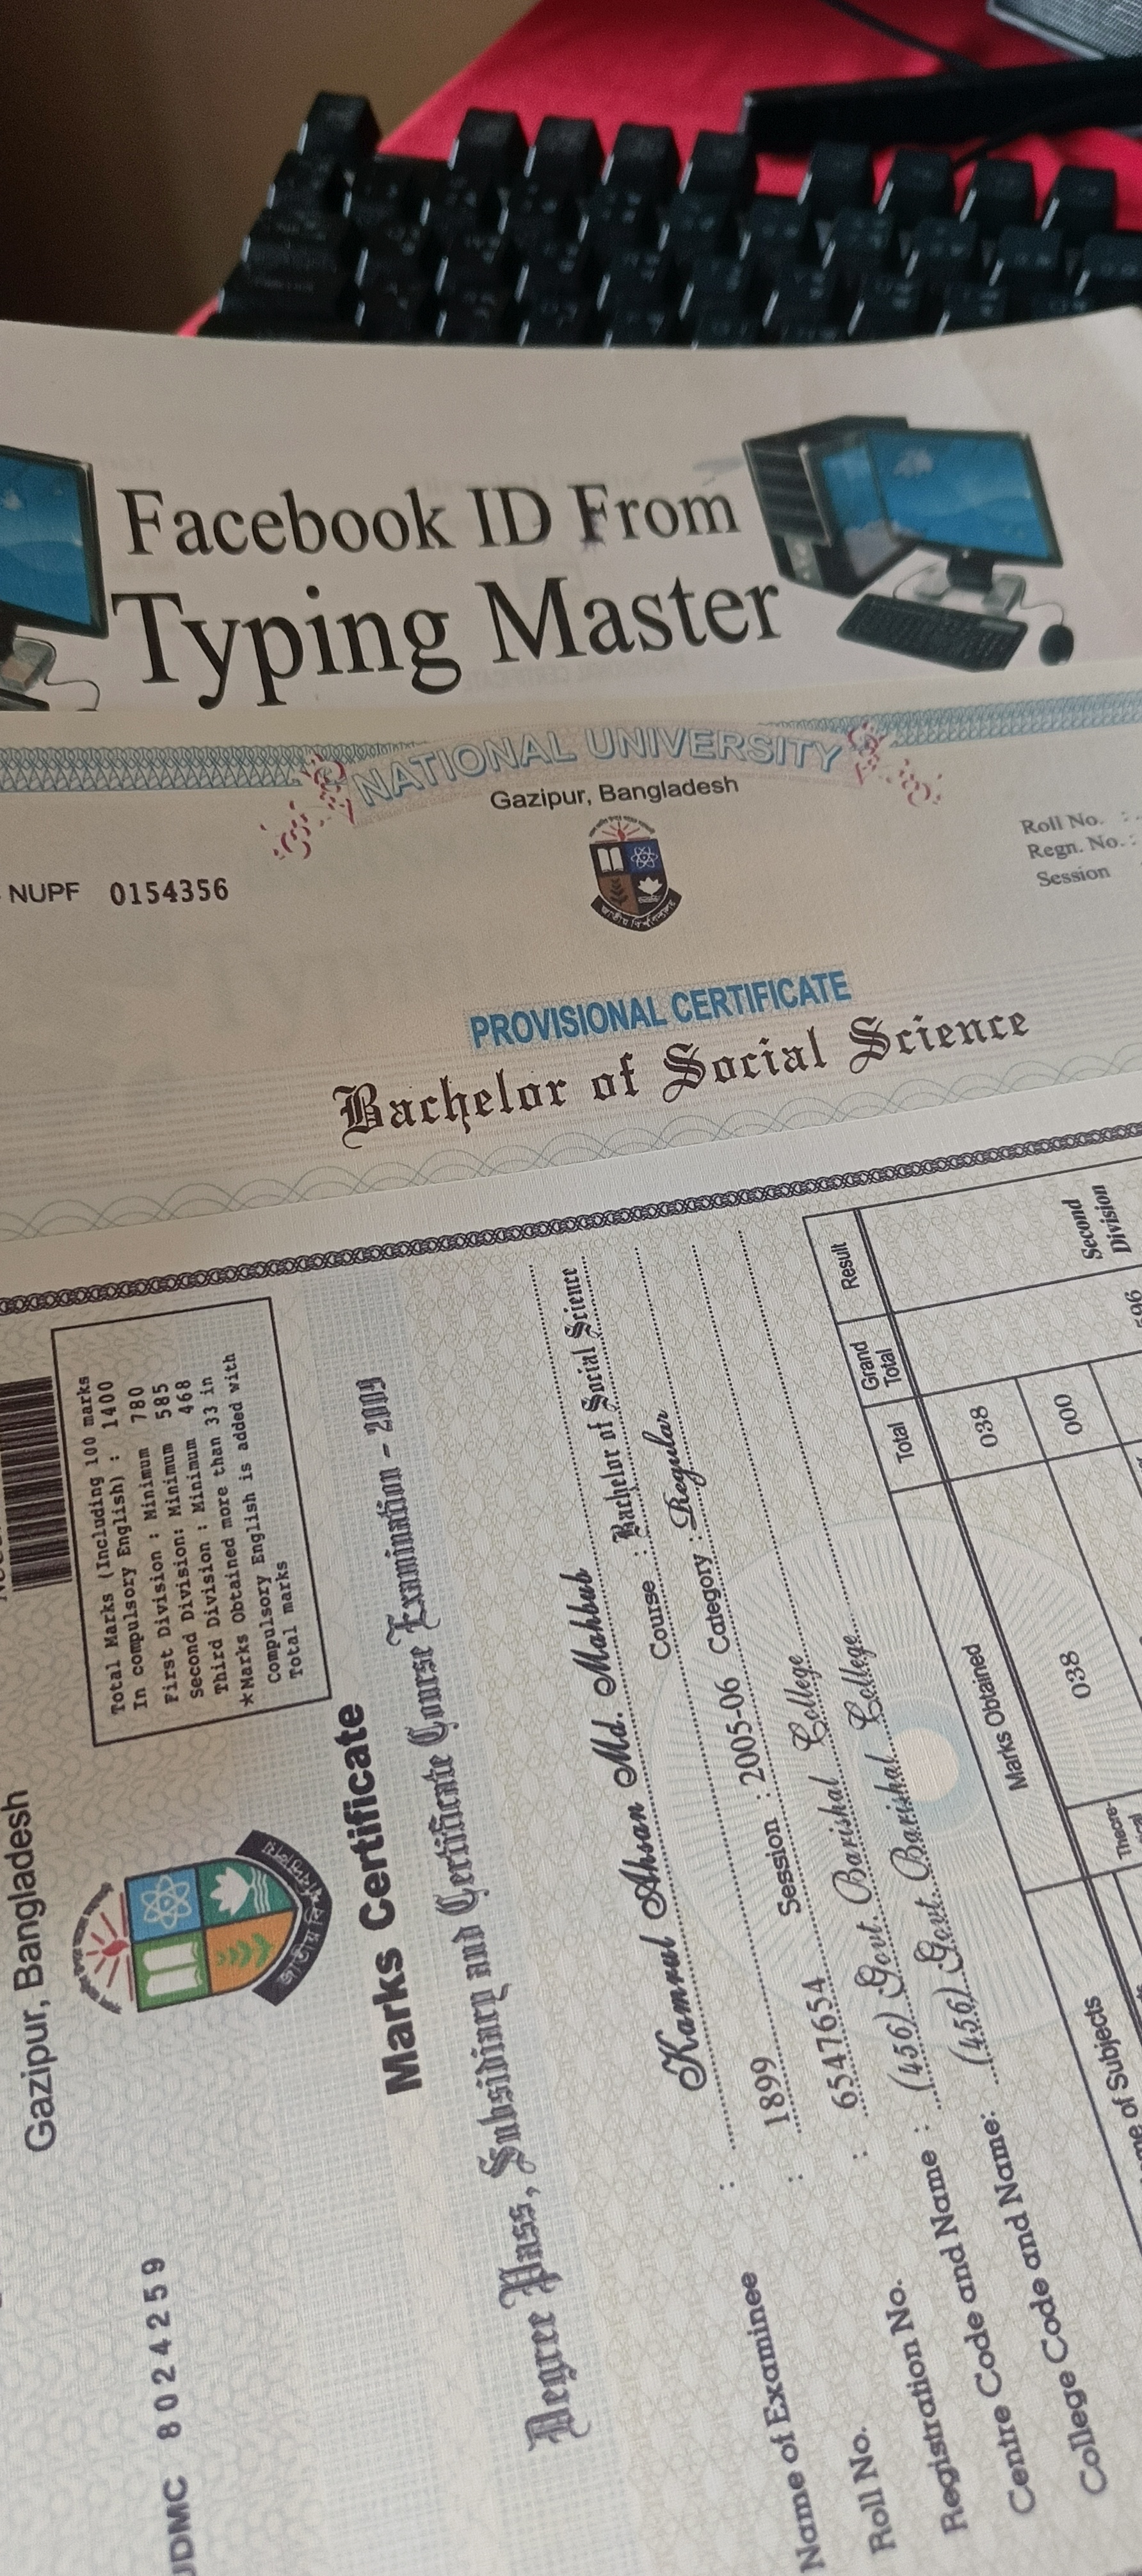 Facebook ID From
Typing Master
NATIONAL UNIVERSITY
Gazipur, Bangladesh
NUPF 0154356
Roll No. :
Regn. No. :
Session
PROVISIONAL CERTIFICATE
Bachelor of Social Science
Gazipur, Bangladesh
8024259
Total Marks (Including 100 marks
In compulsory English) : 1400
First Division : Minimum 780
Second Division: Minimum 585
Third Division : Minimum 468
*Marks Obtained more than 33 in
Compulsory English is added with
Total marks
Marks Certificate
Degree Pass, Subsidiary and Certificate Course Examination - 2009
Name of Examinee : Kamrul Ahsan Md. Mahbub
Roll No. : 1899 Course : Bachelor of Social Science
Registration No. : 6547654 Session : 2005-06 Category : Regular
Centre Code and Name : (456) Govt. Barishal College
College Code and Name: (456) Govt. Barishal College
of Subjects
Marks Obtained
Total
Grand
Total
Result
Theore-
038
038
000
Second
Division